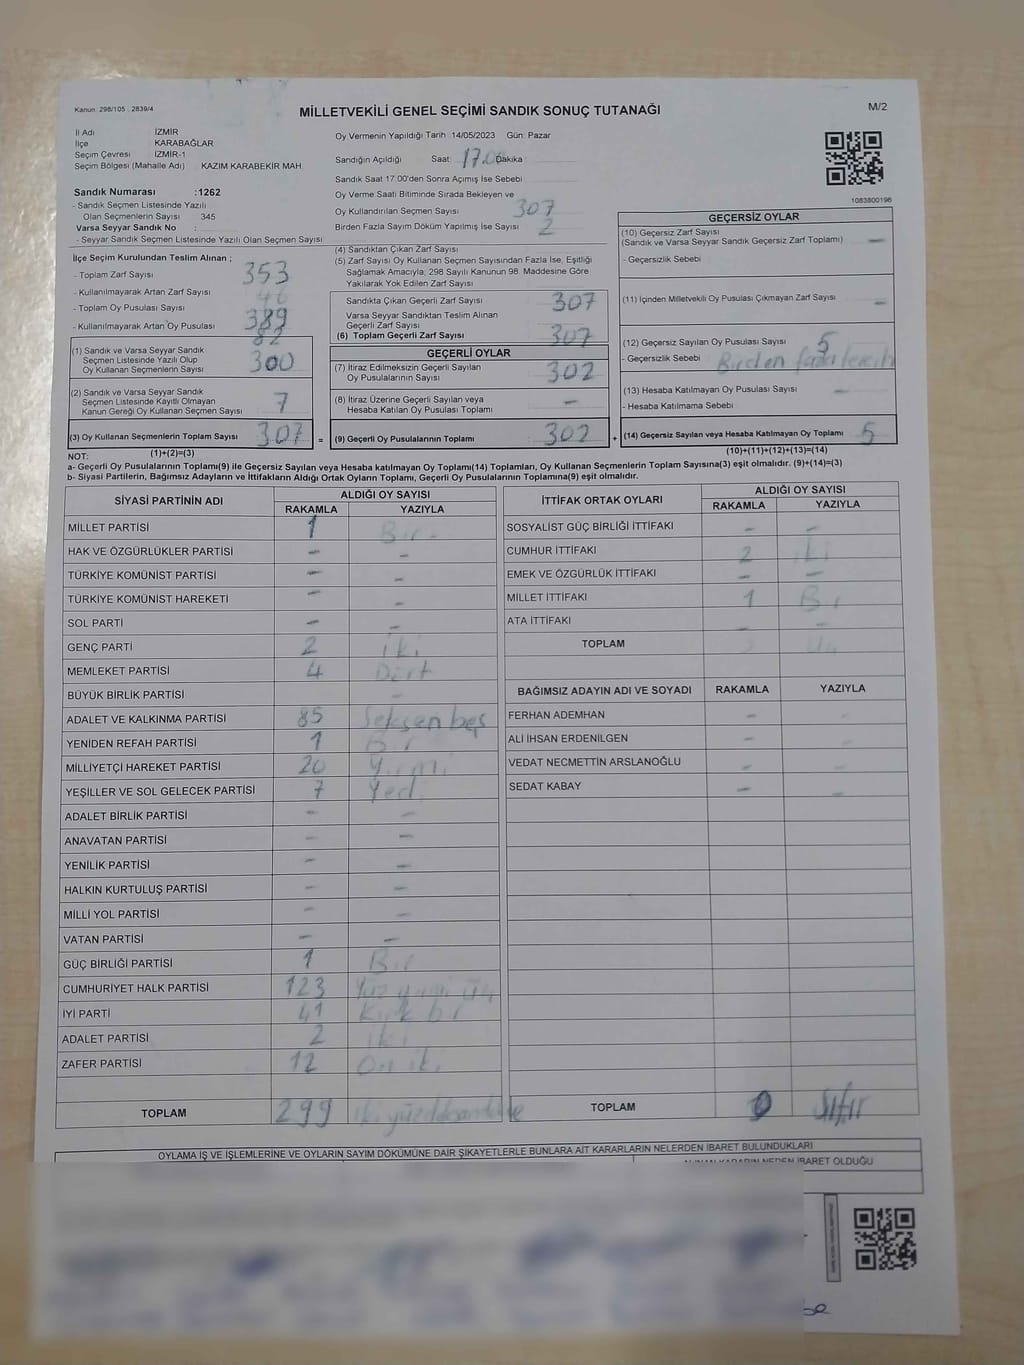 Kanun: 298/105 , 2839/4
MİLLETVEKİLİ GENEL SEÇİMİ SANDIK SONUÇ TUTANAĞI
M/2
İl Adı İZMİR
İlçe KARABAĞLAR
Seçim Çevresi İZMİR-1
Seçim Bölgesi (Mahalle Adı) KAZIM KARABEKİR MAH.
Sandık Numarası :1262
- Sandık Seçmen Listesinde Yazılı
Olan Seçmenlerin Sayısı 345
Varsa Seyyar Sandık No :
- Seyyar Sandık Seçmen Listesinde Yazılı Olan Seçmen Sayısı
Oy Vermenin Yapıldığı Tarih 14/05/2023 Gün: Pazar
Sandığın Açıldığı Saat 17.00 Dakika
Sandık Saat 17:00'den Sonra Açımış İse Sebebi
Oy Verme Saati Bitiminde Sırada Bekleyen ve
Oy Kullandırılan Seçmen Sayısı 307
Birden Fazla Sayım Döküm Yapılmış İse Sayısı 2
1083800196
İlçe Seçim Kurulundan Teslim Alınan ;
- Toplam Zarf Sayısı 353
- Kullanılmayarak Artan Zarf Sayısı 46
- Toplam Oy Pusulası Sayısı 389
- Kullanılmayarak Artan Oy Pusulası 82
(1) Sandık ve Varsa Seyyar Sandık
Seçmen Listesinde Yazılı Olup
Oy Kullanan Seçmenlerin Sayısı 300
(2) Sandık ve Varsa Seyyar Sandık
Seçmen Listesinde Kayıtlı Olmayan
Kanun Gereği Oy Kullanan Seçmen Sayısı 7
(3) Oy Kullanan Seçmenlerin Toplam Sayısı 307 =
(4) Sandıktan Çıkan Zarf Sayısı
(5) Zarf Sayısı Oy Kullanan Seçmen Sayısından Fazla İse, Eşitliği
Sağlamak Amacıyla, 298 Sayılı Kanunun 98. Maddesine Göre
Yakılarak Yok Edilen Zarf Sayısı
Sandıkta Çıkan Geçerli Zarf Sayısı 307
Varsa Seyyar Sandıktan Teslim Alınan
Geçerli Zarf Sayısı
(6) Toplam Geçerli Zarf Sayısı 307
GEÇERLİ OYLAR
(7) İtiraz Edilmeksizin Geçerli Sayılan
Oy Pusulalarının Sayısı 302
(8) İtiraz Üzerine Geçerli Sayılan veya
Hesaba Katılan Oy Pusulası Toplamı -
(9) Geçerli Oy Pusulalarının Toplamı 302 +
GEÇERSİZ OYLAR
(10) Geçersiz Zarf Sayısı
(Sandık ve Varsa Seyyar Sandık Geçersiz Zarf Toplamı) -
- Geçersizlik Sebebi
(11) İçinden Milletvekili Oy Pusulası Çıkmayan Zarf Sayısı -
(12) Geçersiz Sayılan Oy Pusulası Sayısı 5
- Geçersizlik Sebebi Birden fazla tercih
(13) Hesaba Katılmayan Oy Pusulası Sayısı -
- Hesaba Katılmama Sebebi
(14) Geçersiz Sayılan veya Hesaba Katılmayan Oy Toplamı 5
NOT: (1)+(2)=(3) (10)+(11)+(12)+(13)=(14)
a- Geçerli Oy Pusulalarının Toplamı(9) ile Geçersiz Sayılan veya Hesaba katılmayan Oy Toplamı(14) Toplamları, Oy Kullanan Seçmenlerin Toplam Sayısına(3) eşit olmalıdır. (9)+(14)=(3)
b- Siyasi Partilerin, Bağımsız Adayların ve İttifakların Aldığı Oyların Toplamı, Geçerli Oy Pusulalarının Toplamına(9) eşit olmalıdır.
SİYASİ PARTİNİN ADI ALDIĞI OY SAYISI
RAKAMLA YAZIYLA
MİLLET PARTİSİ 1 Bir
HAK VE ÖZGÜRLÜKLER PARTİSİ - -
TÜRKİYE KOMÜNİST PARTİSİ - -
TÜRKİYE KOMÜNİST HAREKETİ - -
SOL PARTİ - -
GENÇ PARTİ 2 iki
MEMLEKET PARTİSİ 4 Dört
BÜYÜK BİRLİK PARTİSİ -
ADALET VE KALKINMA PARTİSİ 85 Seksen beş
YENİDEN REFAH PARTİSİ 1 Bir
MİLLİYETÇİ HAREKET PARTİSİ 20 Yirmi
YEŞİLLER VE SOL GELECEK PARTİSİ 7 Yedi
ADALET BİRLİK PARTİSİ - -
ANAVATAN PARTİSİ - -
YENİLİK PARTİSİ - -
HALKIN KURTULUŞ PARTİSİ - -
MİLLİ YOL PARTİSİ - -
VATAN PARTİSİ - -
GÜÇ BİRLİĞİ PARTİSİ 1 Bir
CUMHURİYET HALK PARTİSİ 123 Yüz yirmi üç
İYİ PARTİ 41 Kırk bir
ADALET PARTİSİ 2 iki
ZAFER PARTİSİ 12 On iki
TOPLAM 299
İTTİFAK ORTAK OYLARI ALDIĞI OY SAYISI
RAKAMLA YAZIYLA
SOSYALİST GÜÇ BİRLİĞİ İTTİFAKI - -
CUMHUR İTTİFAKI 2 iki
EMEK VE ÖZGÜRLÜK İTTİFAKI - -
MİLLET İTTİFAKI 1 Bir
ATA İTTİFAKI -
TOPLAM 3 Üç
BAĞIMSIZ ADAYIN ADI VE SOYADI RAKAMLA YAZIYLA
FERHAN ADEMHAN - -
ALİ İHSAN ERDENİLGEN - -
VEDAT NECMETTİN ARSLANOĞLU - -
SEDAT KABAY - -
TOPLAM 0 Sıfır
OYLAMA İŞ VE İŞLEMLERİNE VE OYLARIN SAYIM DÖKÜMÜNE DAİR ŞİKAYETLERLE BUNLARA AİT KARARLARIN NELERDEN İBARET BULUNDUKLARI
ALINAN KARARIN NEDEN İBARET OLDUĞU